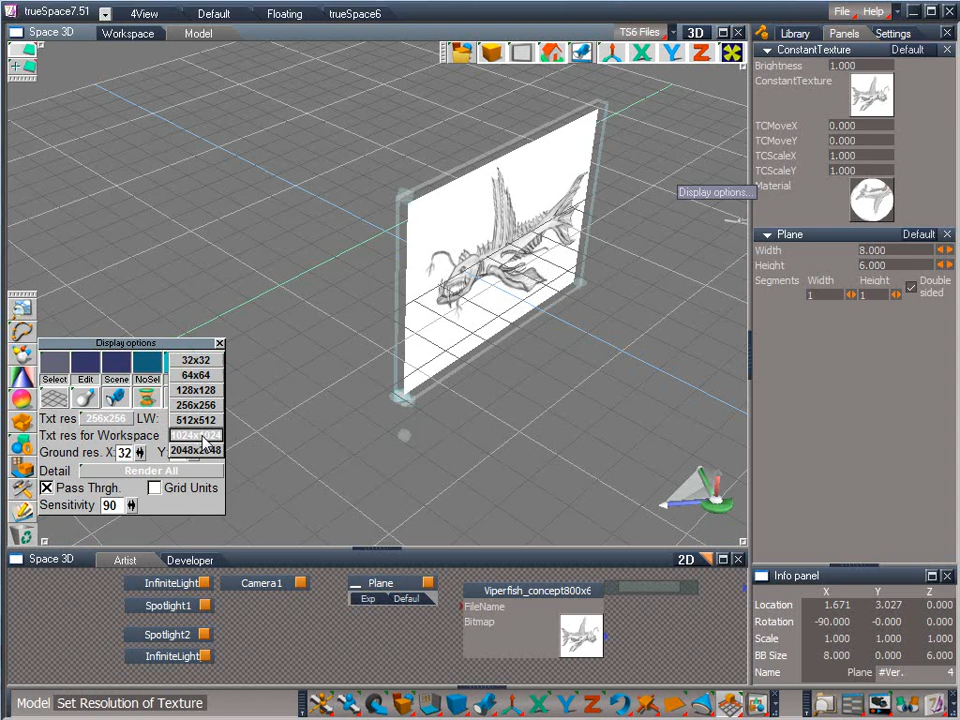 trueSpace7.51
4View
Default
Floating
trueSpace6
File
Help
Space 3D
Workspace
Model
TS6 Files
3D
Library
Panels
Settings
ConstantTexture
Default
Brightness
1.000
ConstantTexture
TCMoveX
0.000
TCMoveY
0.000
TCScaleX
1.000
TCScaleY
1.000
Material
Display options...
Plane
Default
Width
8.000
Height
6.000
Segments
Width
Height
Double sided
1
1
Display options
Select
Edit
Scene
NoSel
32x32
64x64
128x128
256x256
512x512
1024x1024
2048x2048
Txt res
256x256
LW:
Txt res for Workspace
Ground res. X:
32
Y:
Detail
Render All
Pass Thrgh.
Grid Units
Sensitivity
90
Space 3D
Artist
Developer
2D
InfiniteLight
Camera1
Plane
Exp
Defaul
Spotlight1
Spotlight2
InfiniteLight
Viperfish_concept800x6
FileName
Bitmap
Info panel
X
Y
Z
Location
1.671
3.027
0.000
Rotation
-90.000
-0.000
0.000
Scale
1.000
1.000
1.000
BB Size
8.000
0.000
6.000
Name
Plane
#Ver.
4
Model
Set Resolution of Texture